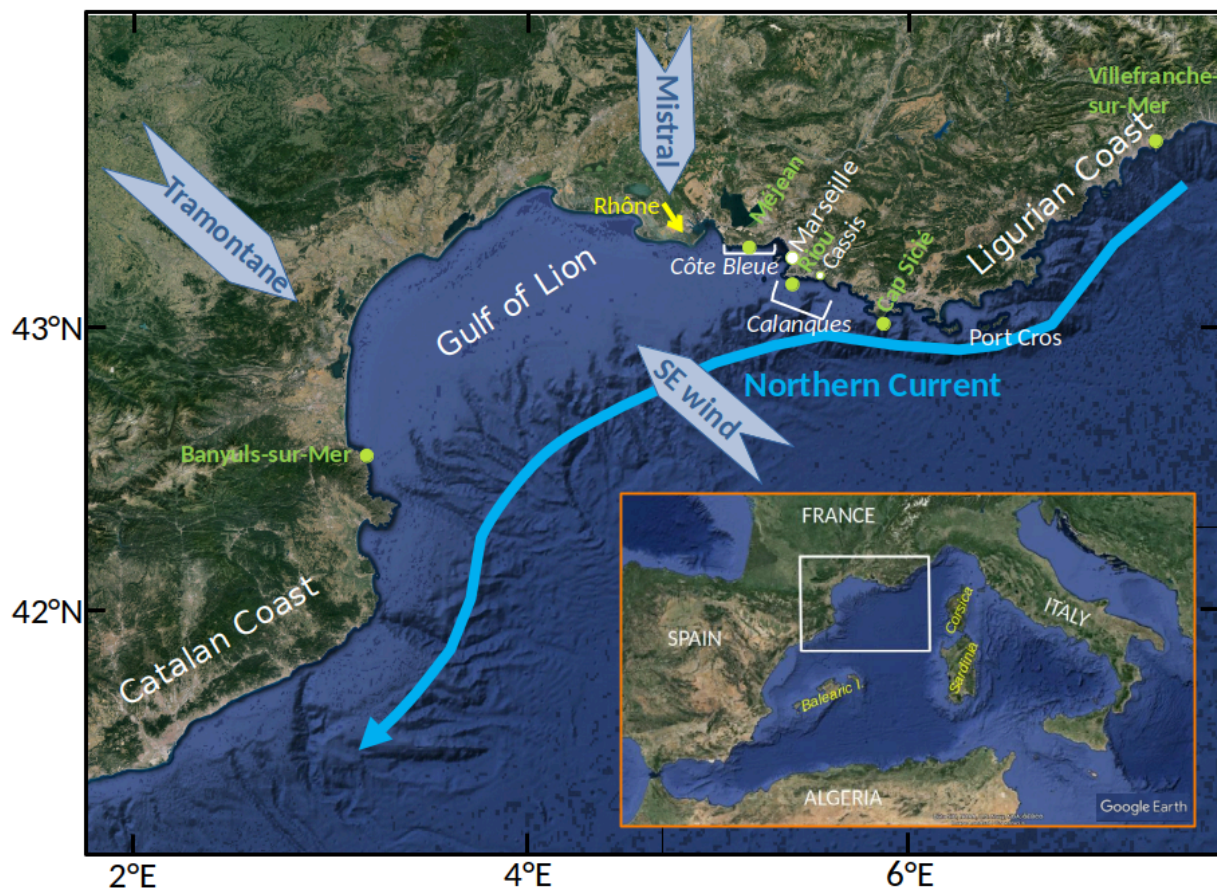 Villefranche-
sur-Mer
Mistral
Tramontane
Rhône
Méjean
Marseille
Riou
Cassis
Côte Bleue
Calanques
Cap Sidé
Ligurian Coast
Gulf of Lion
43°N
Port Cros
Northern Current
SE wind
Banyuls-sur-Mer
42°N
Catalan Coast
FRANCE
SPAIN
ITALY
Corsica
Sardinia
Balearic I.
ALGERIA
Google Earth
2°E
4°E
6°E